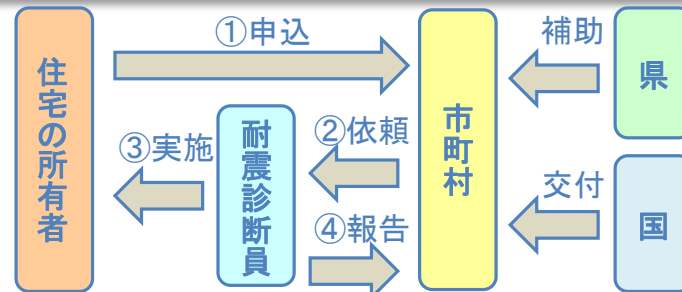 ①申込
補助
住宅の所有者
市町村
県
②依頼
耐震診断員
③実施
交付
国
④報告